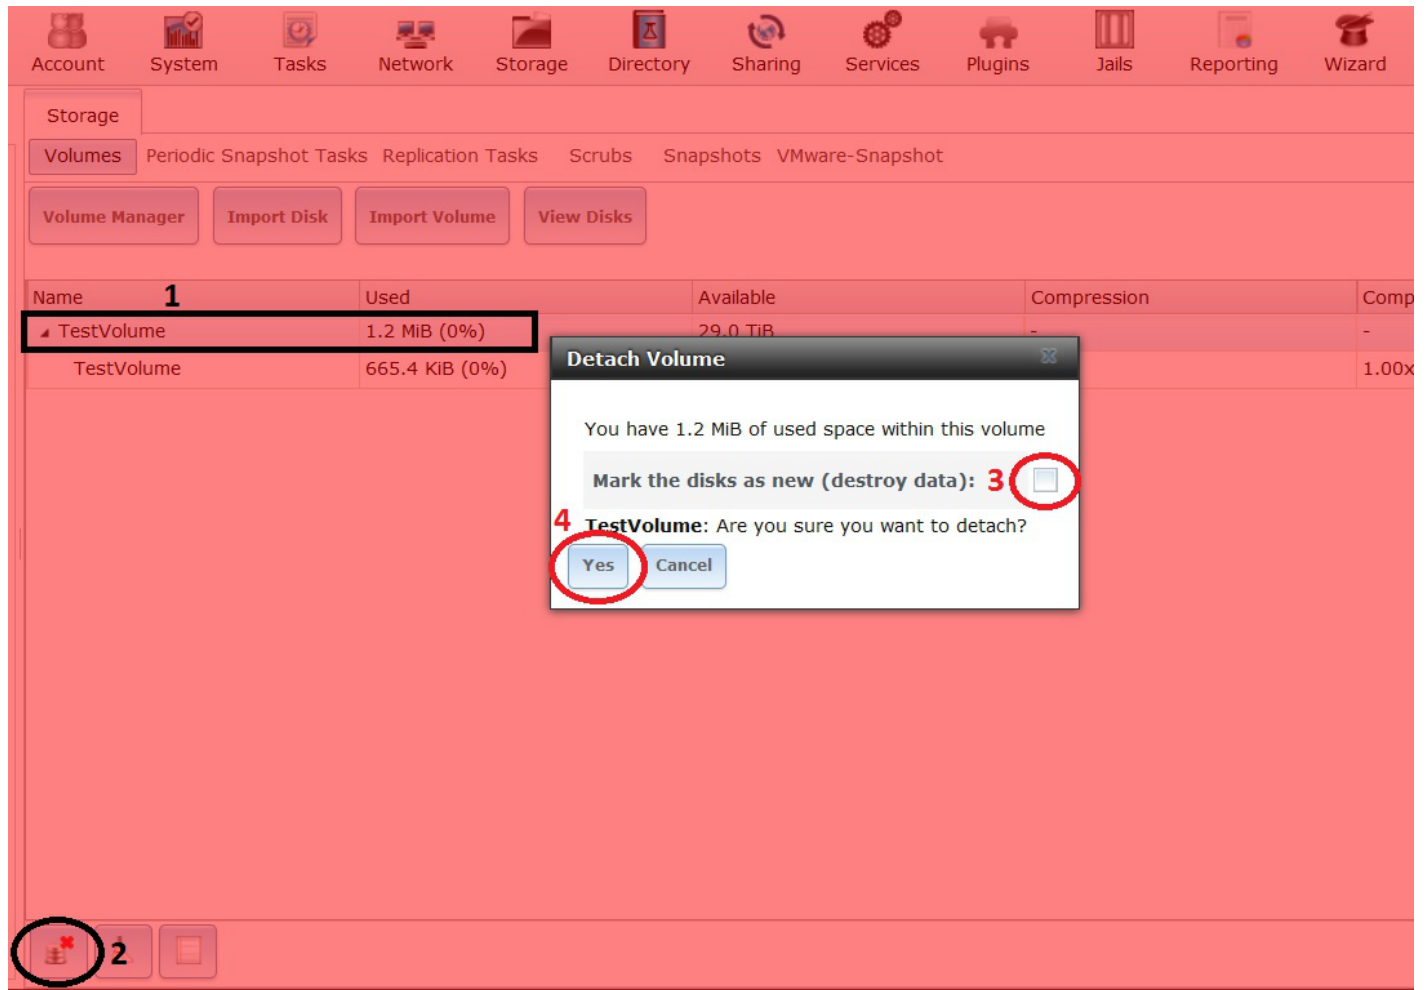 Account System Tasks Network Storage Directory Sharing Services Plugins Jails Reporting Wizard
Storage
Volumes Periodic Snapshot Tasks Replication Tasks Scrubs Snapshots VMware-Snapshot
Volume Manager Import Disk Import Volume View Disks
Name 1 Used Available Compression Comp
TestVolume 1.2 MiB (0%) 29.0 TiB - -
TestVolume 665.4 KiB (0%) 1.00x
Detach Volume
You have 1.2 MiB of used space within this volume
Mark the disks as new (destroy data): 3
4 TestVolume: Are you sure you want to detach?
Yes Cancel
2